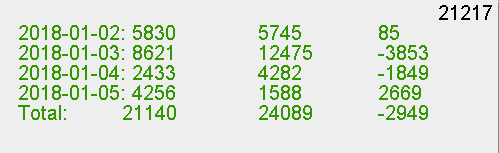 21217
2018-01-02: 5830 5745 85
2018-01-03: 8621 12475 -3853
2018-01-04: 2433 4282 -1849
2018-01-05: 4256 1588 2669
Total: 21140 24089 -2949